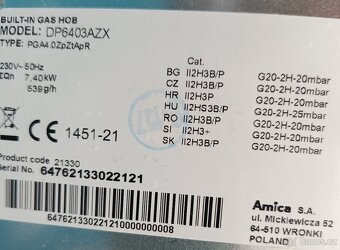 BUILT-IN GAS HOB
MODEL: DP6403AZX
TYPE: PGA4.0ZpZtApR
230V~ 50Hz
ΣQn 7,40kW
539g/h
Cat.
BG II2H3B/P G20-2H-20mbar
CZ II2H3B/P G20-2H-20mbar
HR II2H3P G20-2H-20mbar
HU II2HS3B/P G20-2H-25mbar
RO II2H3B/P G20-2H-20mbar
SI II2H3+ G20-2H-20mbar
SK II2H3B/P G20-2H-20mbar
CE 1451-21
Product code 21330
Serial No. 64762133022121
6476213302212100000000008
Amica S.A.
ul. Mickiewicza 52
64-510 WRONKI
POLAND